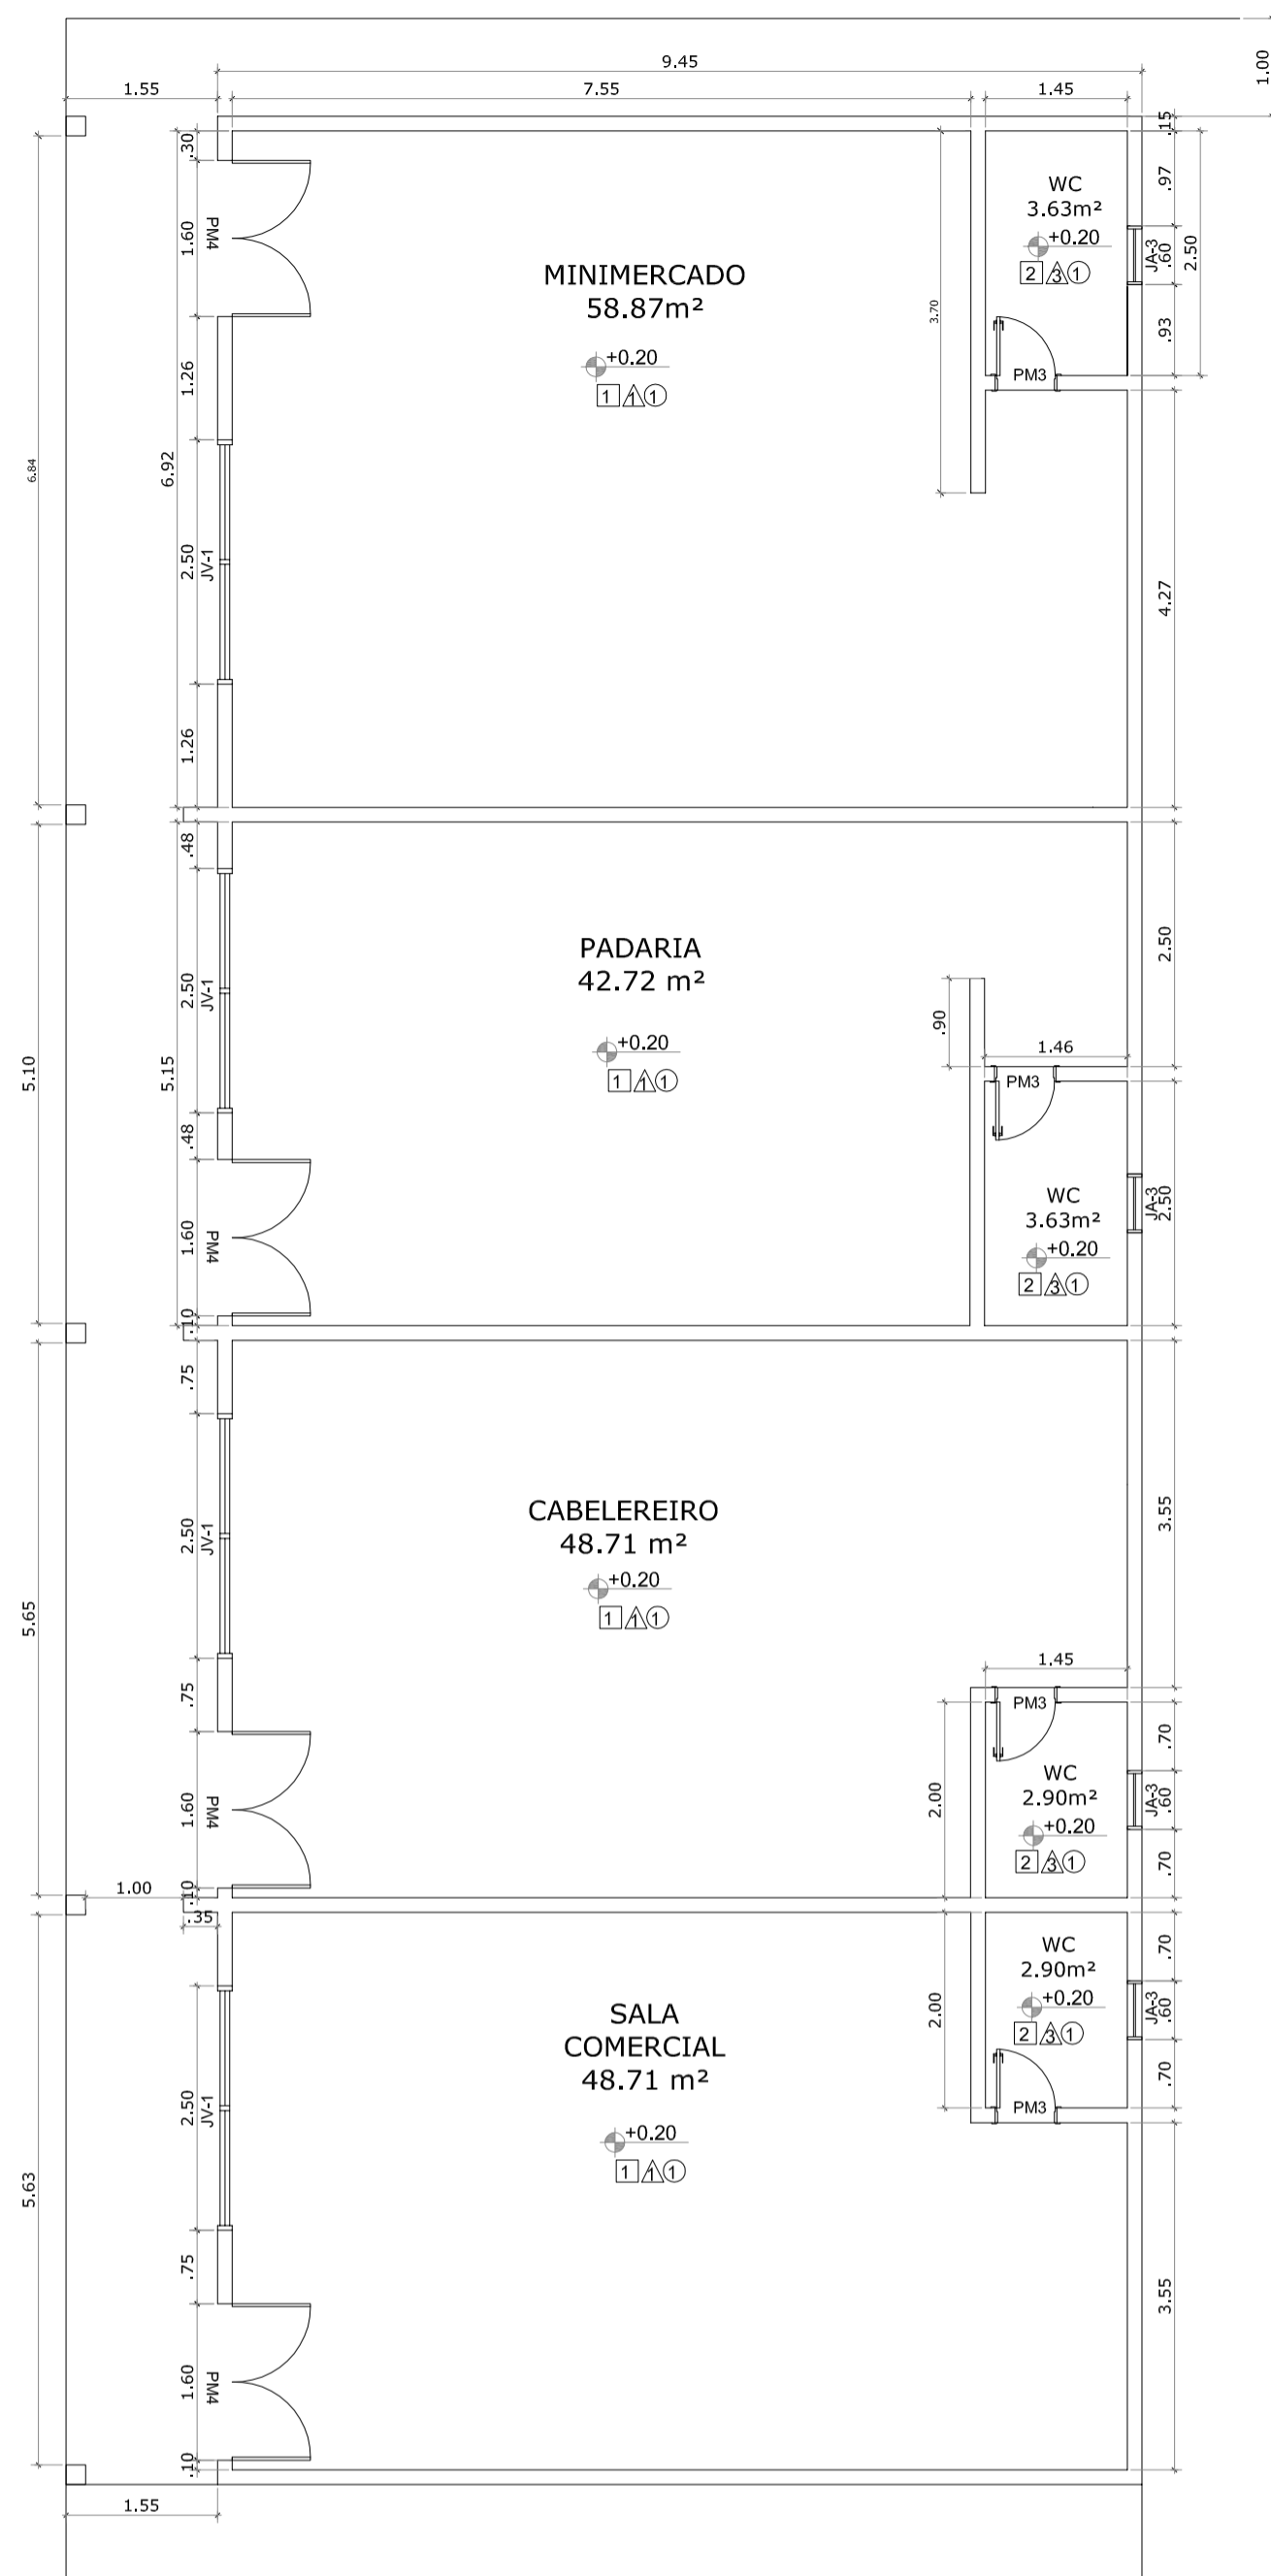 9.45
1.55
7.55
1.45
1.00
.15
.30
.97
WC
3.63m²
+0.20
2 3 1
JA-3
.60
2.50
1.60
PM4
MINIMERCADO
58.87m²
+0.20
1 1 1
3.70
.93
PM3
1.26
6.84
6.92
2.50
JV-1
4.27
1.26
.48
PADARIA
42.72 m²
+0.20
1 1 1
2.50
JV-1
2.50
.90
1.46
PM3
5.10
5.15
.48
WC
3.63m²
+0.20
2 3 1
JA-3
2.50
1.60
PM4
.10
.75
CABELEREIRO
48.71 m²
+0.20
1 1 1
2.50
JV-1
3.55
5.65
1.45
PM3
.75
.70
WC
2.90m²
+0.20
2 3 1
2.00
JA-3
.60
1.60
PM4
.70
1.00
.10
.35
WC
2.90m²
+0.20
2 3 1
.70
2.00
JA-3
.60
SALA
COMERCIAL
48.71 m²
+0.20
1 1 1
2.50
JV-1
.70
PM3
5.63
.75
3.55
1.60
PM4
.10
1.55